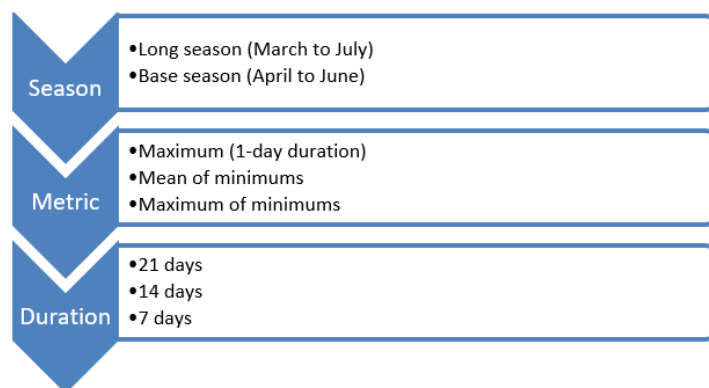 Season
•Long season (March to July)
•Base season (April to June)
Metric
•Maximum (1-day duration)
•Mean of minimums
•Maximum of minimums
Duration
•21 days
•14 days
•7 days